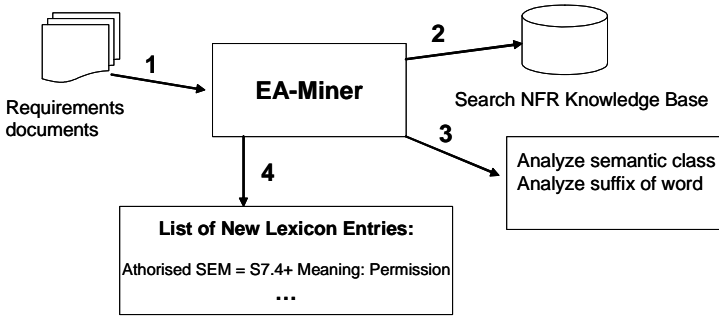 1
2
EA-Miner
Requirements
documents
Search NFR Knowledge Base
3
Analyze semantic class
Analyze suffix of word
4
List of New Lexicon Entries:
Athorised SEM = S7.4+ Meaning: Permission
...